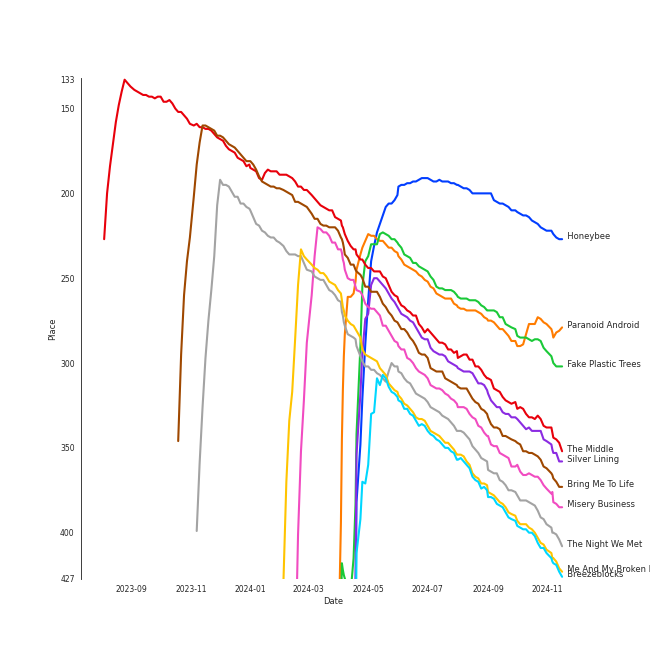 133
150
200
250
300
350
400
427
Place
2023-09
2023-11
2024-01
2024-03
2024-05
2024-07
2024-09
2024-11
Date
Honeybee
Paranoid Android
Fake Plastic Trees
The Middle
Silver Lining
Bring Me To Life
Misery Business
The Night We Met
Me And My Broken
Breezeblocks